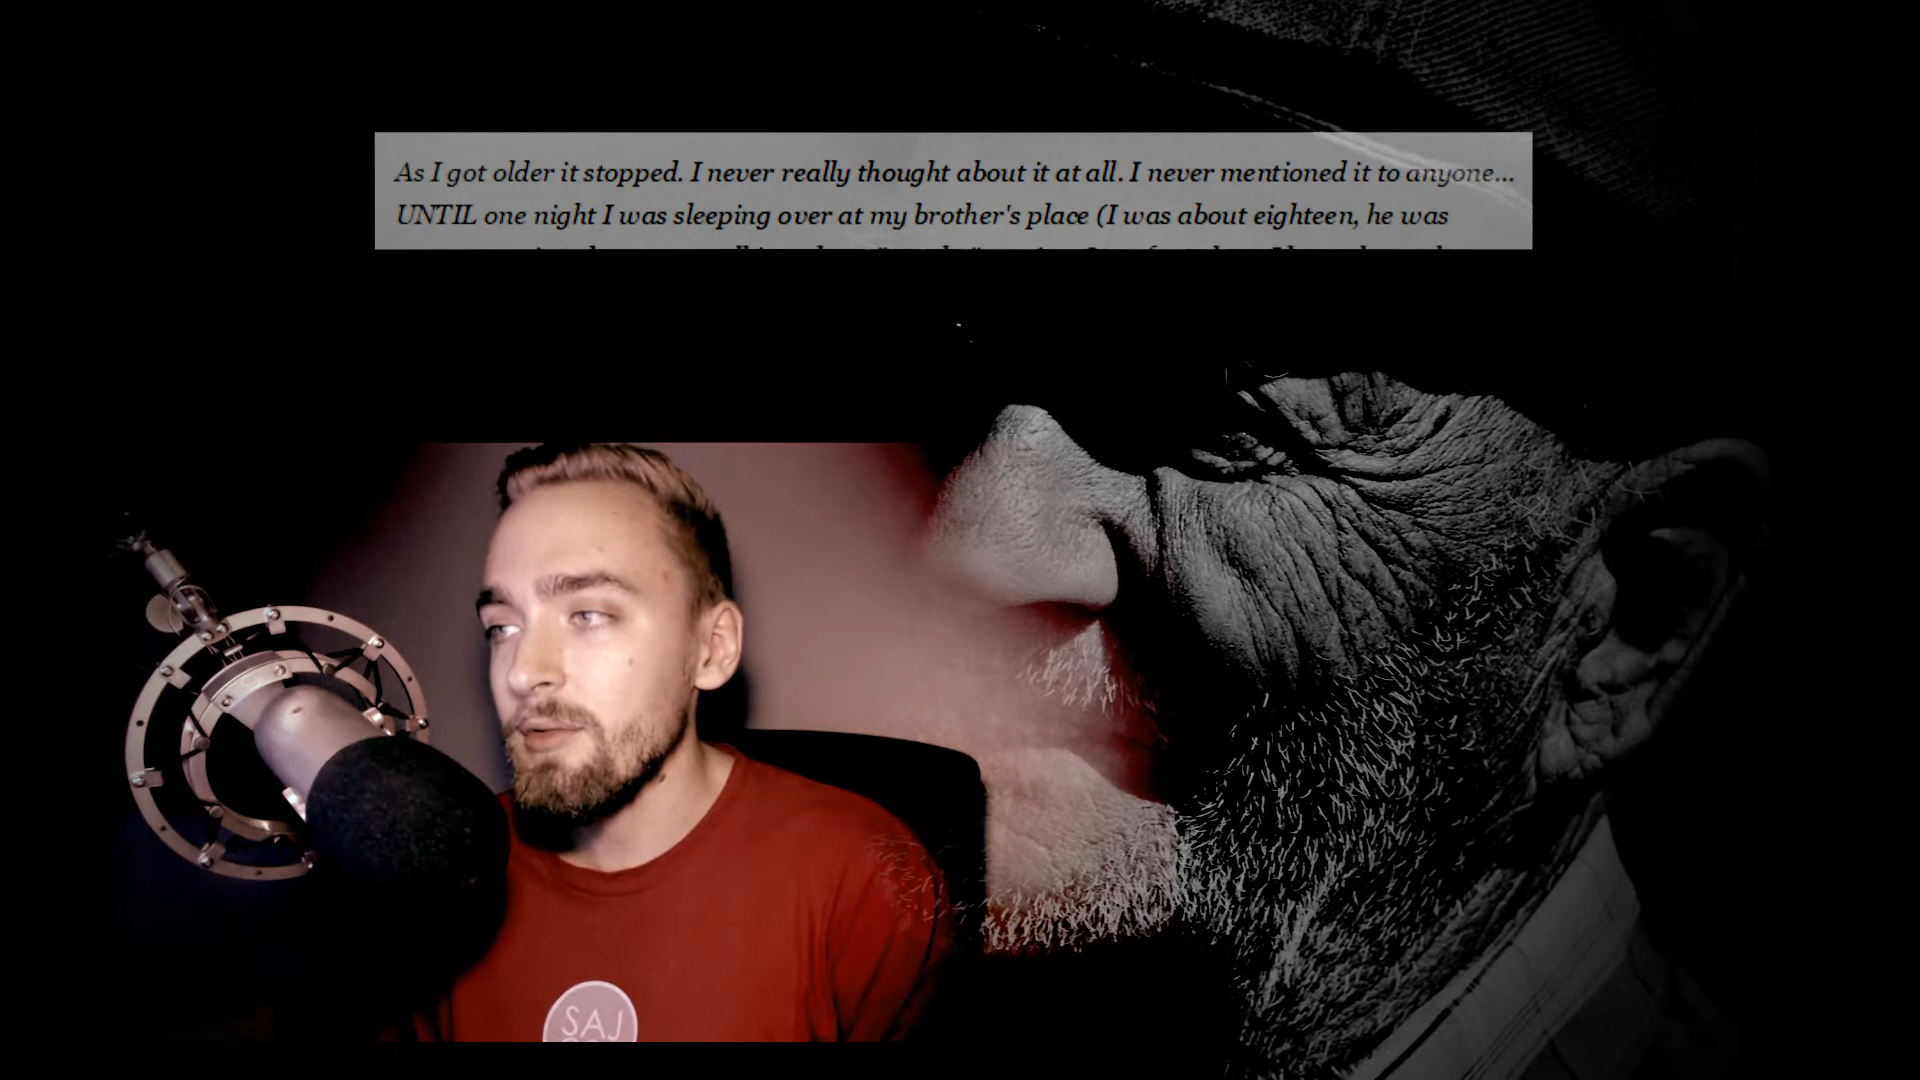 As I got older it stopped. I never really thought about it at all. I never mentioned it to anyone...
UNTIL one night I was sleeping over at my brother's place (I was about eighteen, he was
SAJ